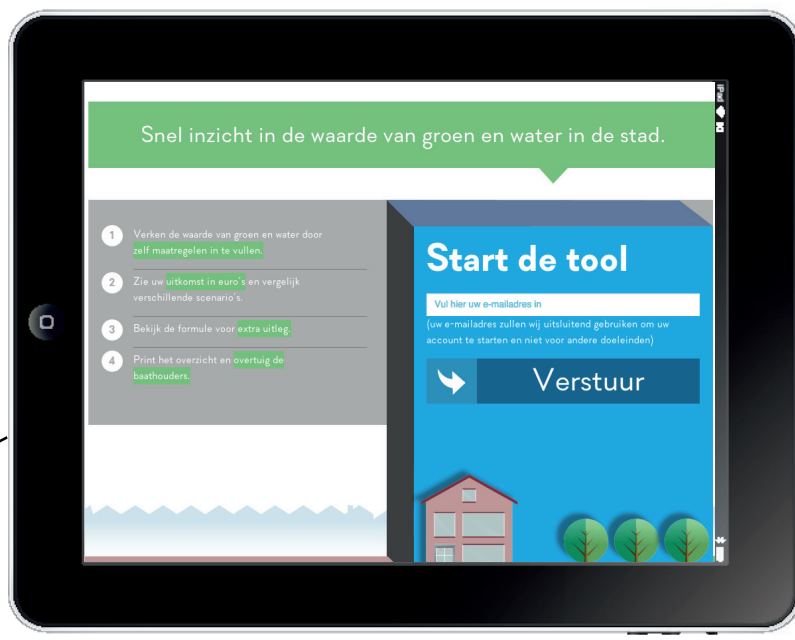 Snel inzicht in de waarde van groen en water in de stad.
1 Verken de waarde van groen en water door
zelf maatregelen in te vullen.
2 Zie uw uitkomst in euro's en vergelijk
verschillende scenario's.
3 Bekijk de formule voor extra uitleg.
4 Print het overzicht en overtuig de
baathouders.
Start de tool
Vul hier uw e-mailadres in
(uw e-mailadres zullen wij uitsluitend gebruiken om uw
account te starten en niet voor andere doeleinden)
Verstuur
iPad